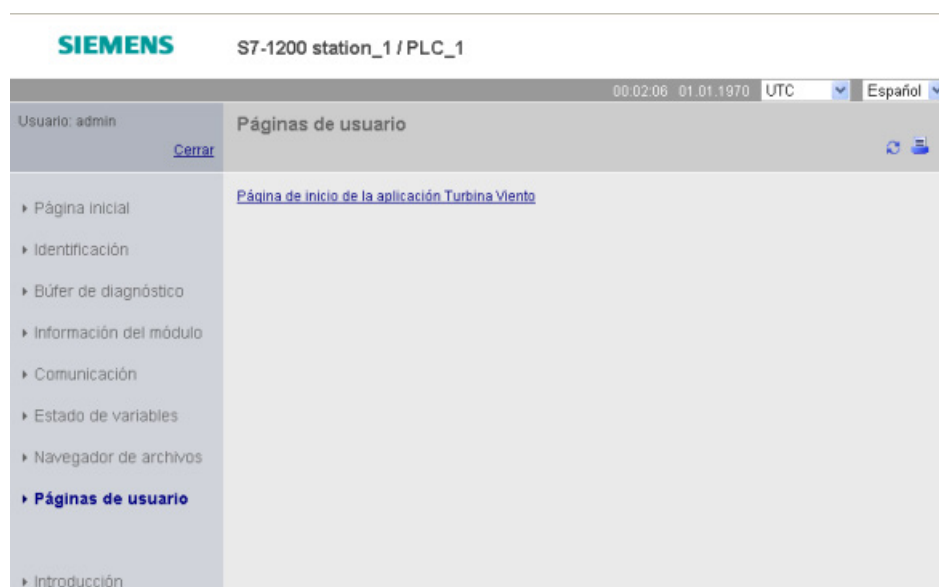 SIEMENS
S7-1200 station_1 / PLC_1
00:02:06 01.01.1970 UTC Español
Usuario: admin
Cerrar
Páginas de usuario
Página de inicio de la aplicación Turbina Viento
Página inicial
Identificación
Búfer de diagnóstico
Información del módulo
Comunicación
Estado de variables
Navegador de archivos
Páginas de usuario
Introducción